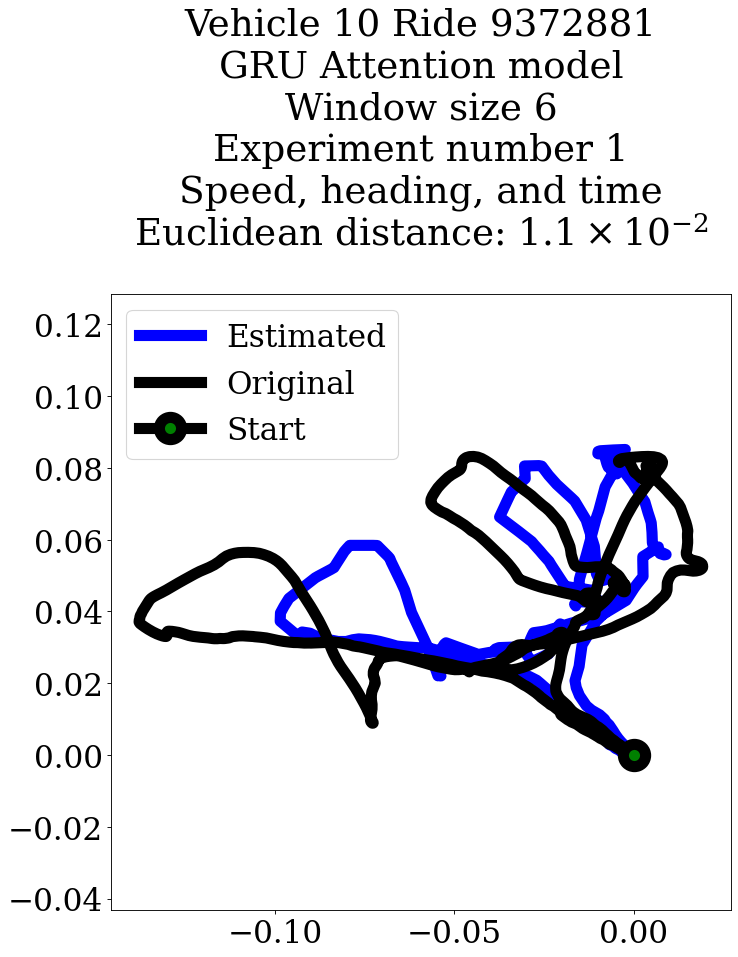 Vehicle 10 Ride 9372881
GRU Attention model
Window size 6
Experiment number 1
Speed, heading, and time
Euclidean distance: 1.1 × 10⁻²
Estimated
Original
Start
0.12
0.10
0.08
0.06
0.04
0.02
0.00
−0.02
−0.04
−0.10
−0.05
0.00